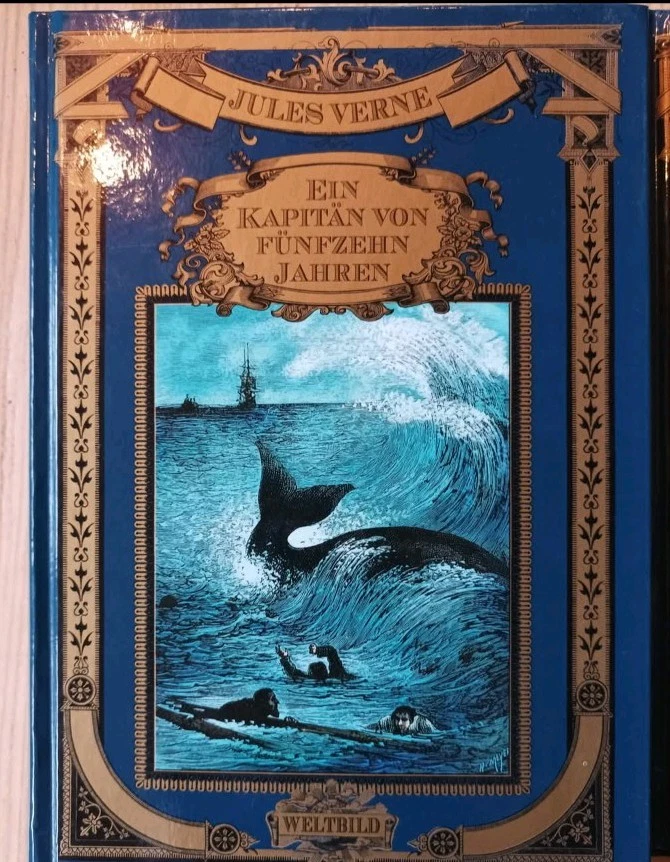 JULES VERNE
EIN
KAPITÄN VON
FÜNFZEHN
JAHREN
WELTBILD